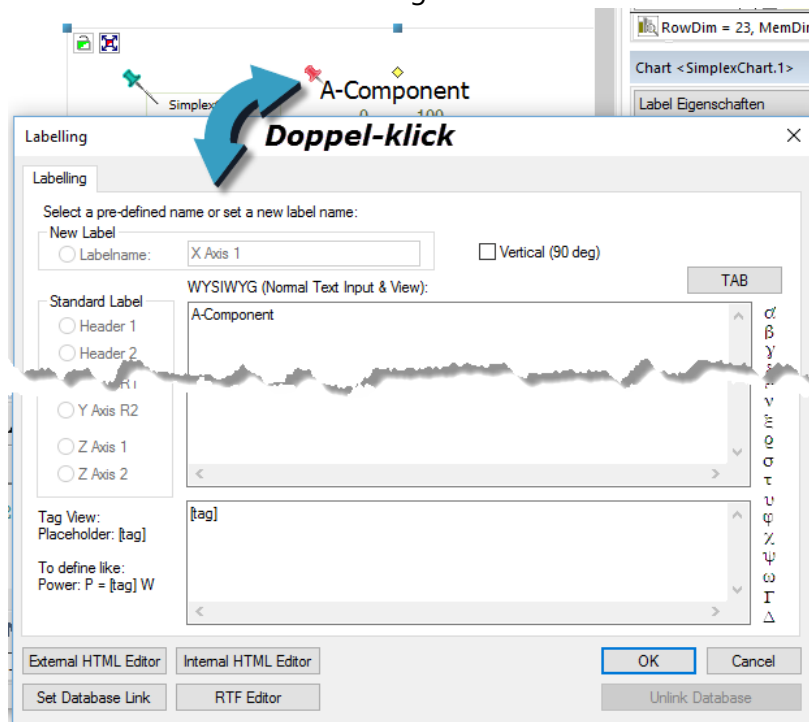 RowDim = 23, MemDi
Chart <SimplexChart.1>
Label Eigenschaften
A-Component
Simplex
0 100
Doppel-klick
Labelling
Labelling
Select a pre-defined name or set a new label name:
New Label
Labelname:
X Axis 1
Vertical (90 deg)
TAB
WYSIWYG (Normal Text Input & View):
Standard Label
Header 1
Header 2
A-Component
α
β
γ
R1
Y Axis R2
Z Axis 1
Z Axis 2
ν
ξ
ϱ
σ
τ
υ
φ
χ
ψ
ω
Γ
Δ
Tag View:
Placeholder: [tag]
To define like:
Power: P = [tag] W
[tag]
External HTML Editor
Internal HTML Editor
OK
Cancel
Set Database Link
RTF Editor
Unlink Database